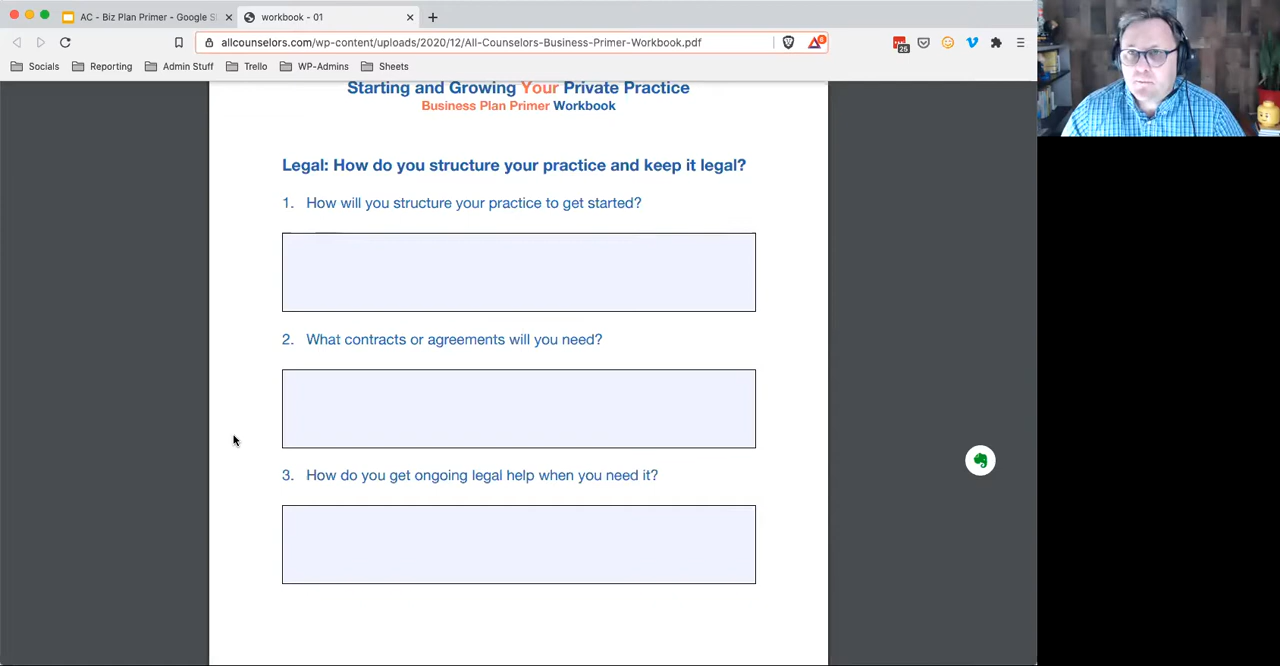 AC - Biz Plan Primer - Google Sl
workbook - 01
allcounselors.com/wp-content/uploads/2020/12/All-Counselors-Business-Primer-Workbook.pdf
6
25
Socials
Reporting
Admin Stuff
Trello
WP-Admins
Sheets
Starting and Growing Your Private Practice
Business Plan Primer Workbook
Legal: How do you structure your practice and keep it legal?
1. How will you structure your practice to get started?
2. What contracts or agreements will you need?
3. How do you get ongoing legal help when you need it?